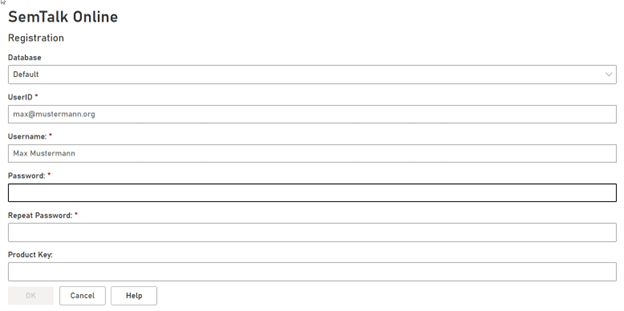 SemTalk Online
Registration
Database
Default
UserID *
max@mustermann.org
Username: *
Max Mustermann
Password: *
Repeat Password: *
Product Key:
OK
Cancel
Help